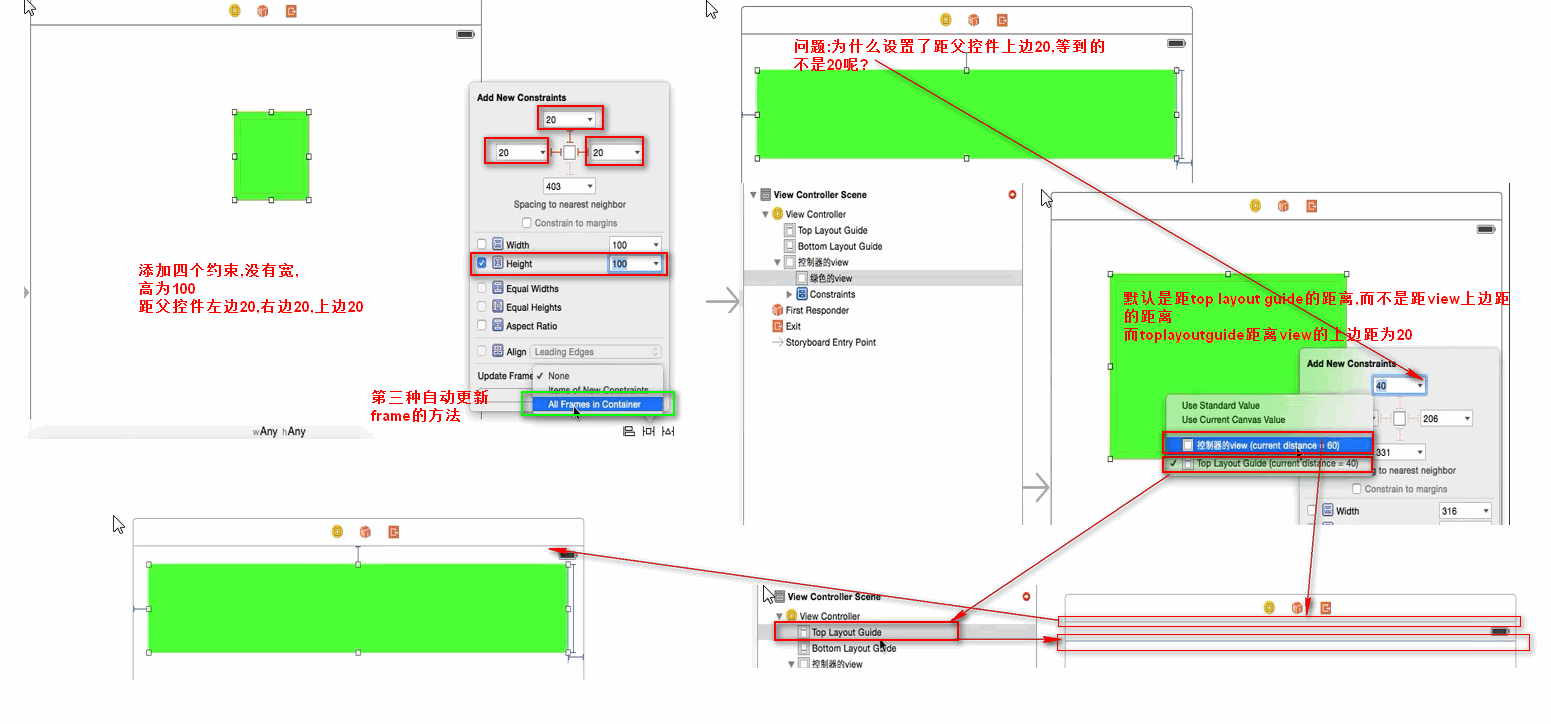 Add New Constraints
20
20
20
403
Spacing to nearest neighbor
Constrain to margins
Width
100
Height
100
Equal Widths
Equal Heights
Aspect Ratio
Align
Leading Edges
Update Frame
None
Items of New Constraints
All Frames in Container
添加四个约束,没有宽,
高为100
距父控件左边20,右边20,上边20
第三种自动更新
frame的方法
wAny hAny
问题:为什么设置了距父控件上边20,等到的
不是20呢?
View Controller Scene
View Controller
Top Layout Guide
Bottom Layout Guide
控制器的view
绿色的view
Constraints
First Responder
Exit
Storyboard Entry Point
默认是距top layout guide的距离,而不是距view上边距
的距离
而toplayoutguide距离view的上边距为20
Add New Constraints
40
Use Standard Value
Use Current Canvas Value
206
控制器的view (current distance = 60)
331
Top Layout Guide (current distance = 40)
g to nearest neighbor
Constrain to margins
Width
316
View Controller Scene
View Controller
Top Layout Guide
Bottom Layout Guide
控制器的view